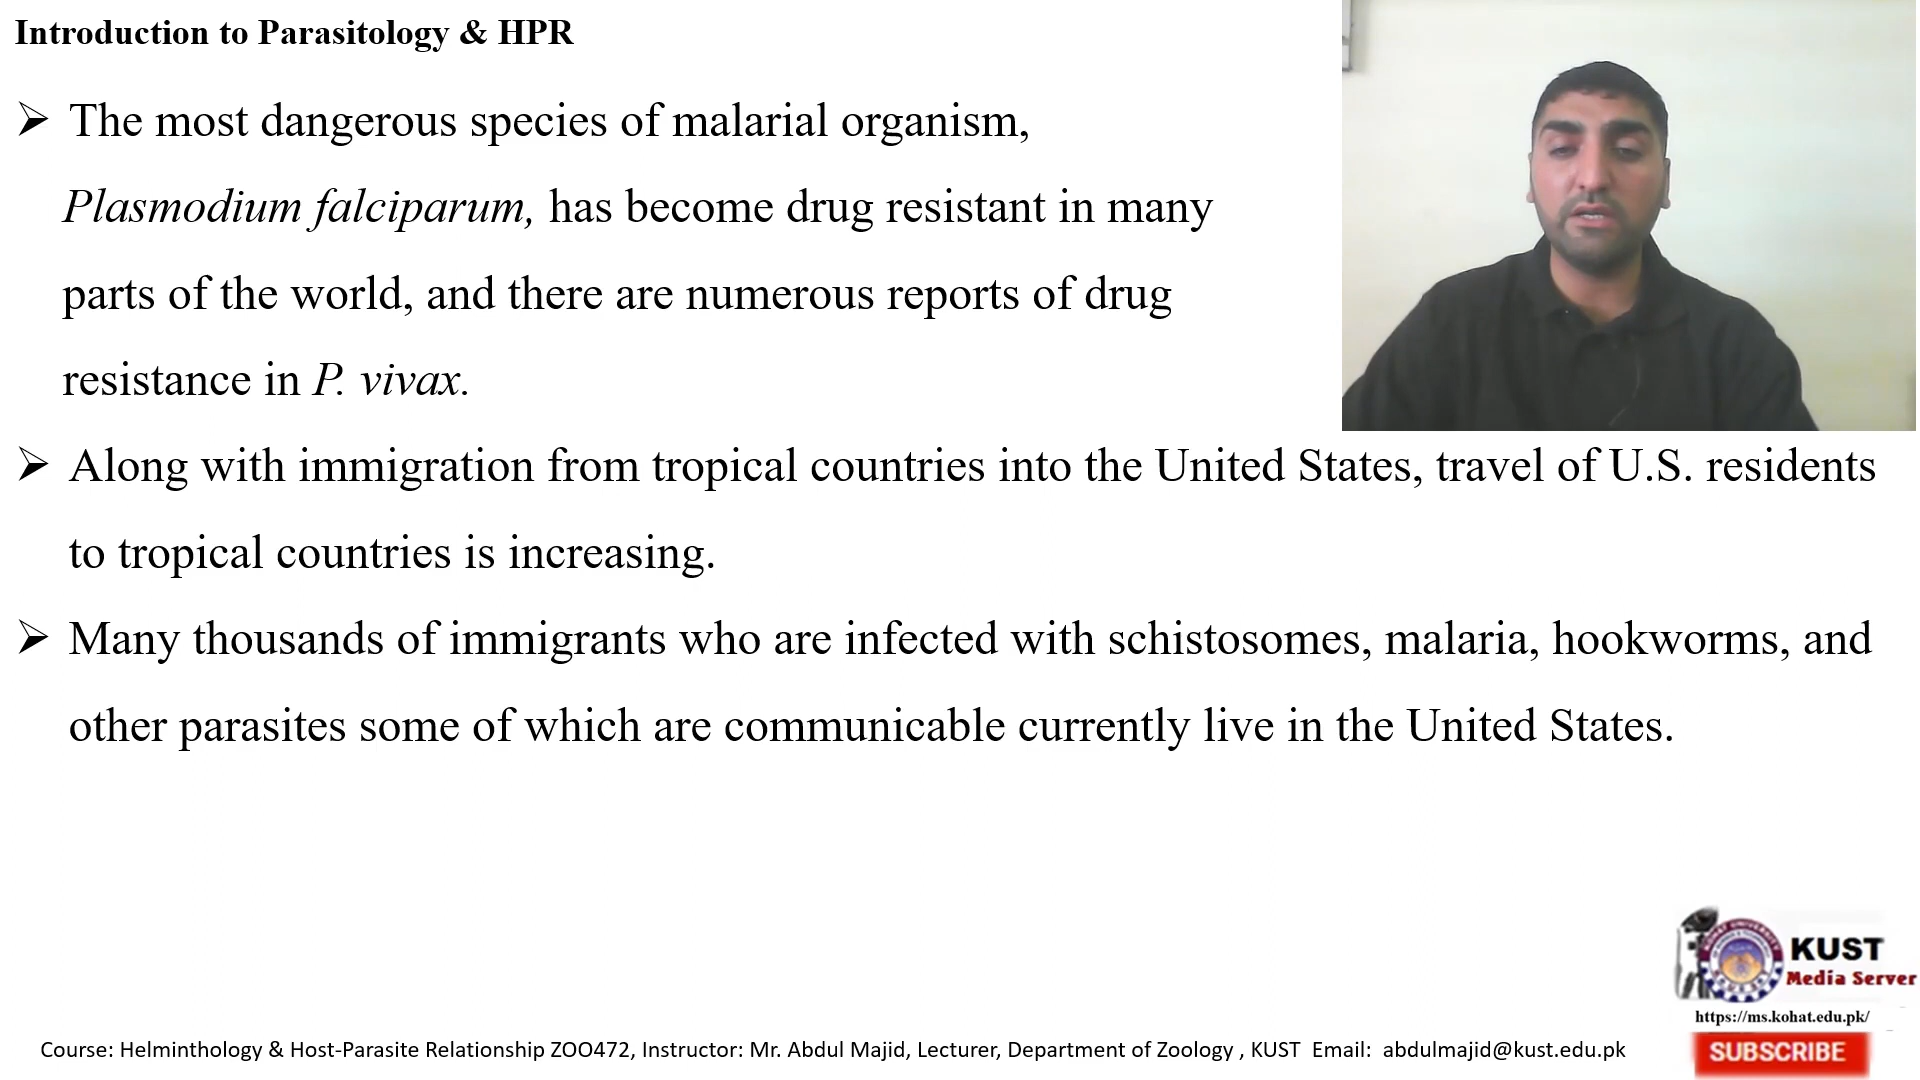 Introduction to Parasitology & HPR
➢ The most dangerous species of malarial organism,
Plasmodium falciparum, has become drug resistant in many
parts of the world, and there are numerous reports of drug
resistance in P. vivax.
➢ Along with immigration from tropical countries into the United States, travel of U.S. residents
to tropical countries is increasing.
➢ Many thousands of immigrants who are infected with schistosomes, malaria, hookworms, and
other parasites some of which are communicable currently live in the United States.
KUST
Media Server
https://ms.kohat.edu.pk/
SUBSCRIBE
Course: Helminthology & Host-Parasite Relationship ZOO472, Instructor: Mr. Abdul Majid, Lecturer, Department of Zoology , KUST Email: abdulmajid@kust.edu.pk